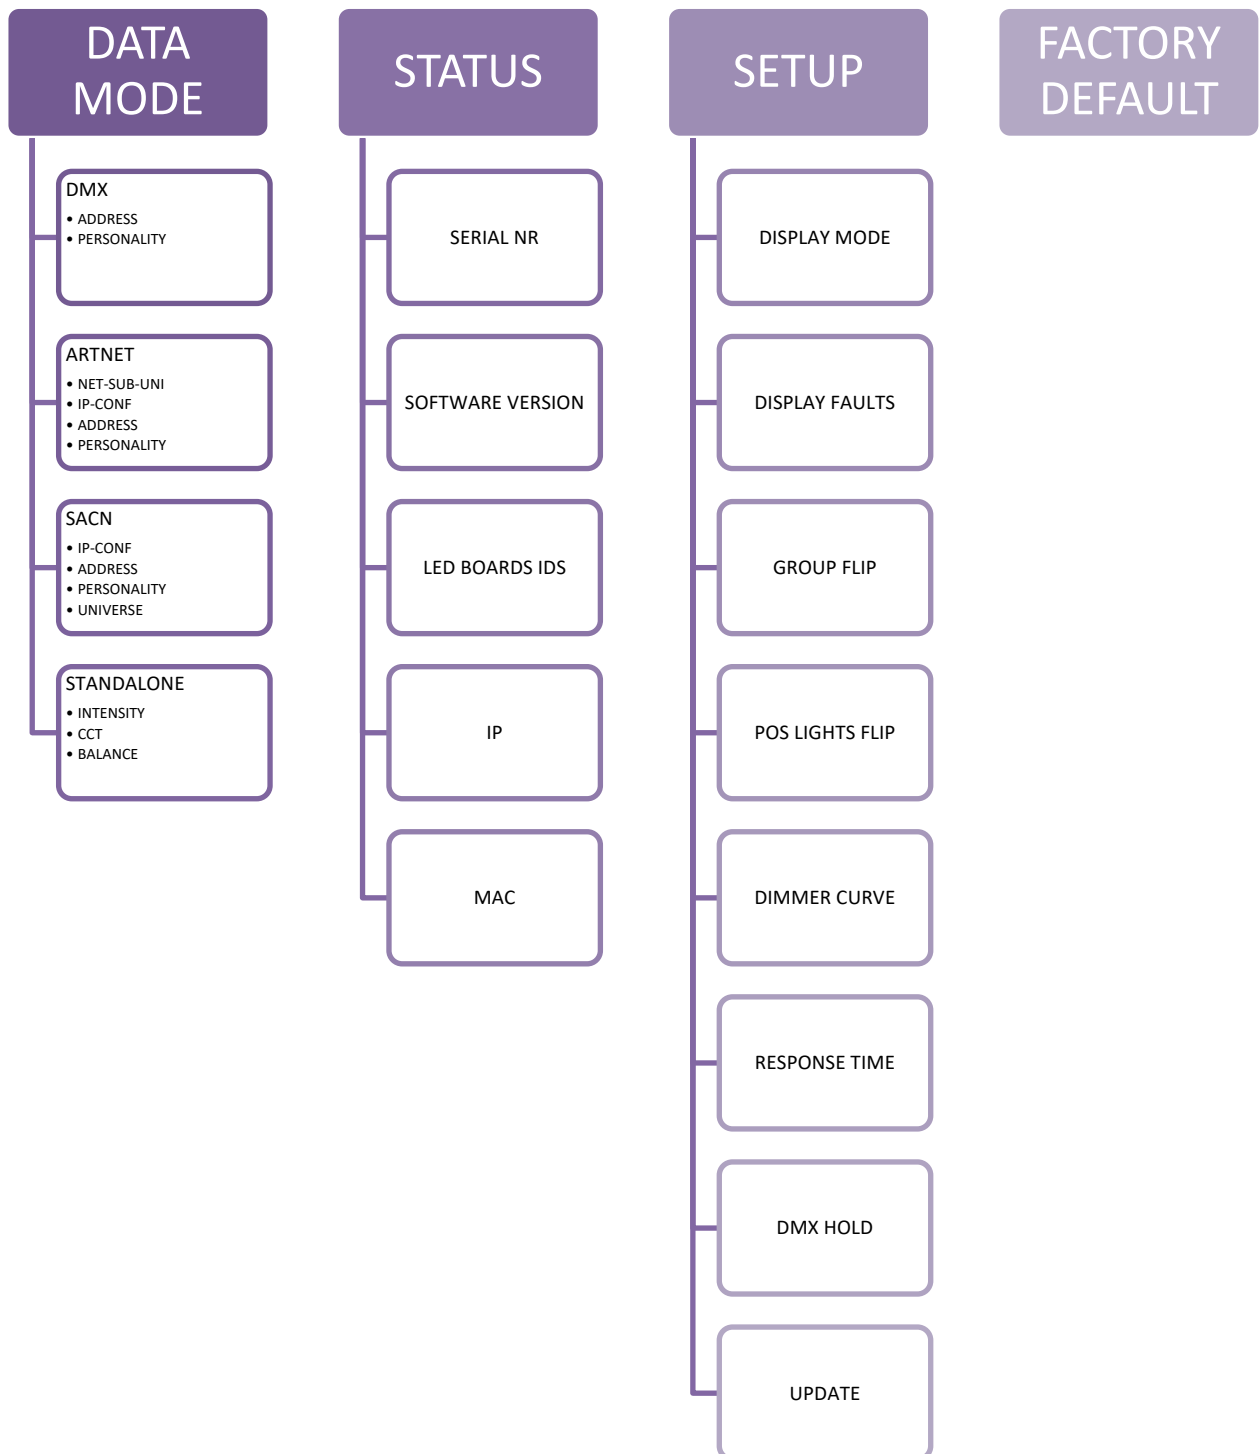 DATA
MODE
DMX
• ADDRESS
• PERSONALITY
ARTNET
• NET-SUB-UNI
• IP-CONF
• ADDRESS
• PERSONALITY
SACN
• IP-CONF
• ADDRESS
• PERSONALITY
• UNIVERSE
STANDALONE
• INTENSITY
• CCT
• BALANCE
STATUS
SERIAL NR
SOFTWARE VERSION
LED BOARDS IDS
IP
MAC
SETUP
DISPLAY MODE
DISPLAY FAULTS
GROUP FLIP
POS LIGHTS FLIP
DIMMER CURVE
RESPONSE TIME
DMX HOLD
UPDATE
FACTORY
DEFAULT